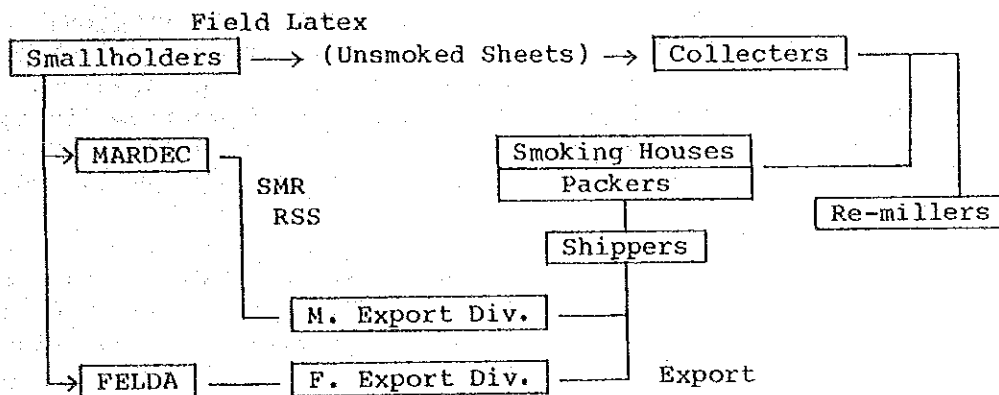 Field Latex
Smallholders → (Unsmoked Sheets) → Collecters
MARDEC
Smoking Houses
Packers
SMR
RSS
Re-millers
Shippers
M. Export Div.
FELDA
F. Export Div.
Export